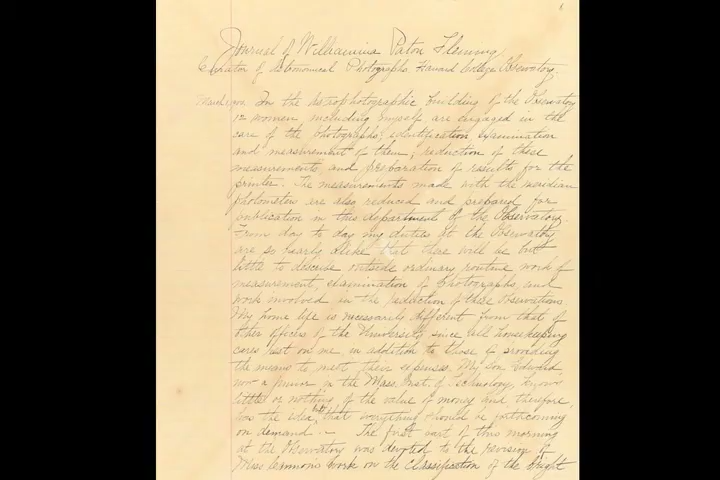 1
Journal of Williamina Paton Fleming
Curator of Astronomical Photographs, Harvard College Observatory.
In the Astrophotographic building of the Observatory
12 women including myself, are engaged in the
care of the photographs; identification, examination
and measurement of them; reduction of these
measurements, and preparation of results for the
printer. The measurements made with the meridian
photometers are also reduced and prepared for
publication in this department of the Observatory.
From day to day my duties at the Observatory
are so nearly alike that there will be but
little to describe outside ordinary routine work of
measurement, examination of photographs, and
work involved in the reduction of these observations.
My home life is necessarily different from that of
other officers of the University since all housekeeping
cares rest on me, in addition to those of providing
the means to meet their expenses. My son Edward
now a junior in the Mass. Inst. of Technology, knows
little or nothing of the value of money and, therefore,
has the idea that everything should be forthcoming
on demand. — The first part of this morning
at the Observatory was devoted to the revision of
Miss Cannon's work on the classification of the bright